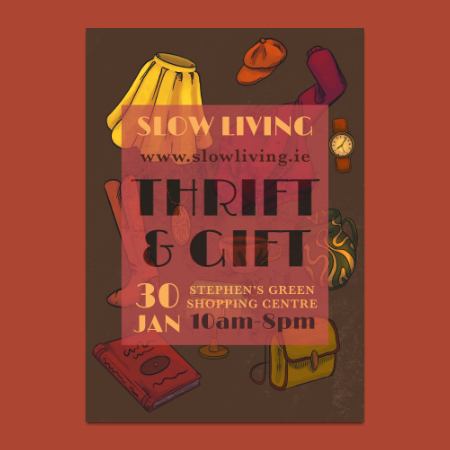 SLOW LIVING
www.slowliving.ie
THRIFT
& GIFT
30 JAN
STEPHEN'S GREEN
SHOPPING CENTRE
10am-8pm